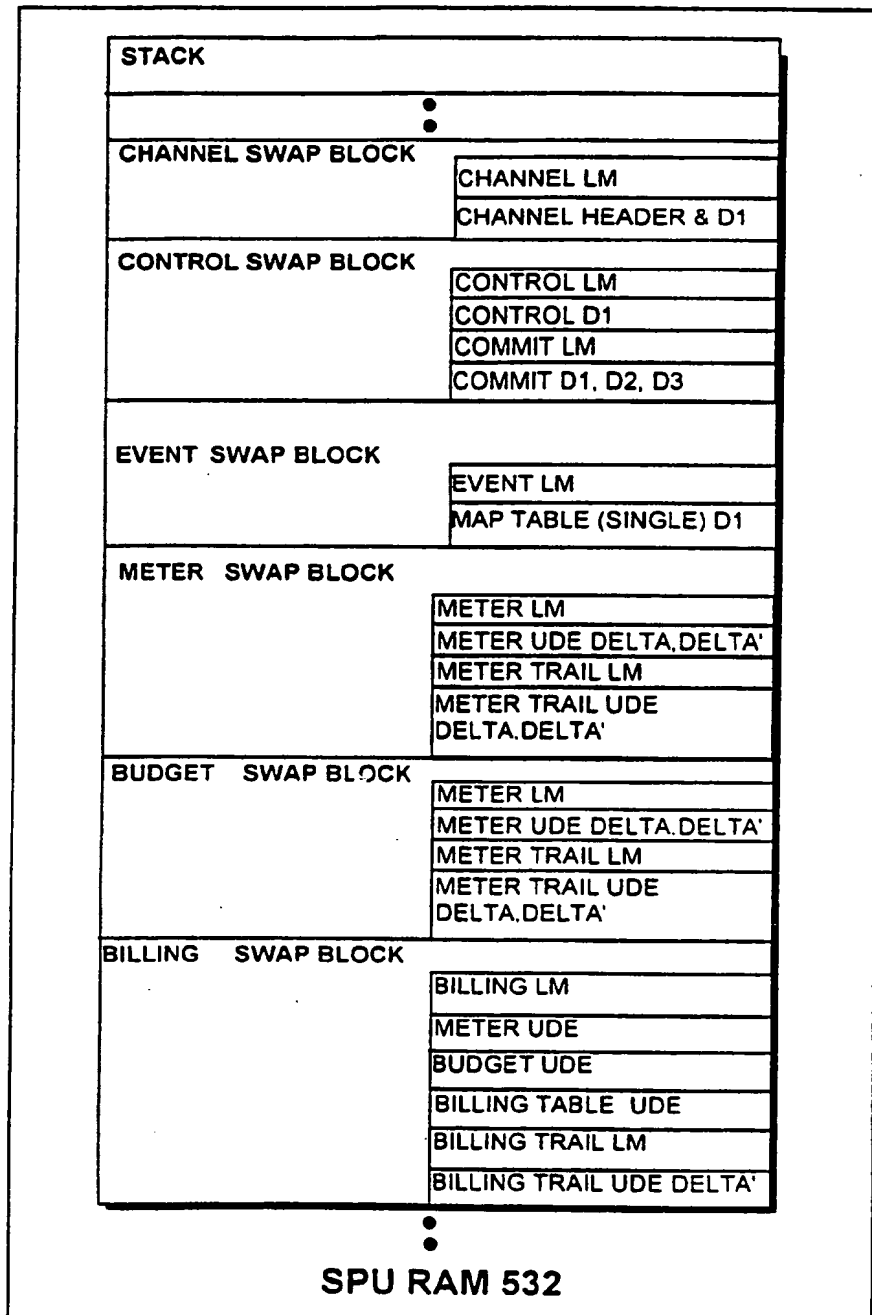 STACK
CHANNEL SWAP BLOCK
CHANNEL LM
CHANNEL HEADER & D1
CONTROL SWAP BLOCK
CONTROL LM
CONTROL D1
COMMIT LM
COMMIT D1, D2, D3
EVENT SWAP BLOCK
EVENT LM
MAP TABLE (SINGLE) D1
METER SWAP BLOCK
METER LM
METER UDE DELTA,DELTA'
METER TRAIL LM
METER TRAIL UDE
DELTA.DELTA'
BUDGET SWAP BLOCK
METER LM
METER UDE DELTA.DELTA'
METER TRAIL LM
METER TRAIL UDE
DELTA.DELTA'
BILLING SWAP BLOCK
BILLING LM
METER UDE
BUDGET UDE
BILLING TABLE UDE
BILLING TRAIL LM
BILLING TRAIL UDE DELTA'
SPU RAM 532